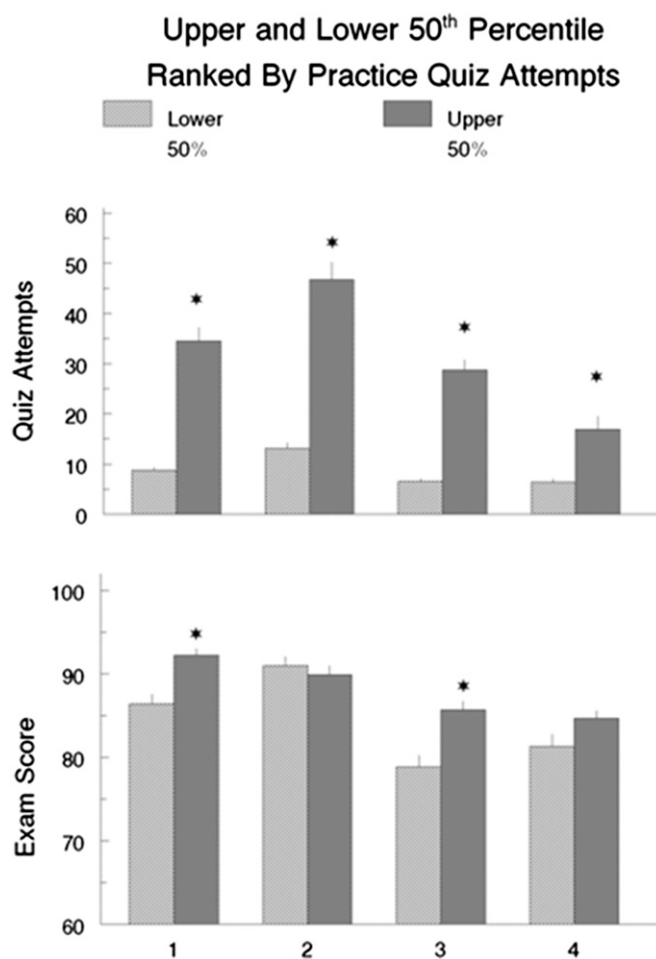 Upper and Lower 50th Percentile
Ranked By Practice Quiz Attempts
Lower
50%
Upper
50%
Quiz Attempts
60
50
40
30
20
10
0
*
*
*
*
Exam Score
100
90
80
70
60
*
*
1 2 3 4